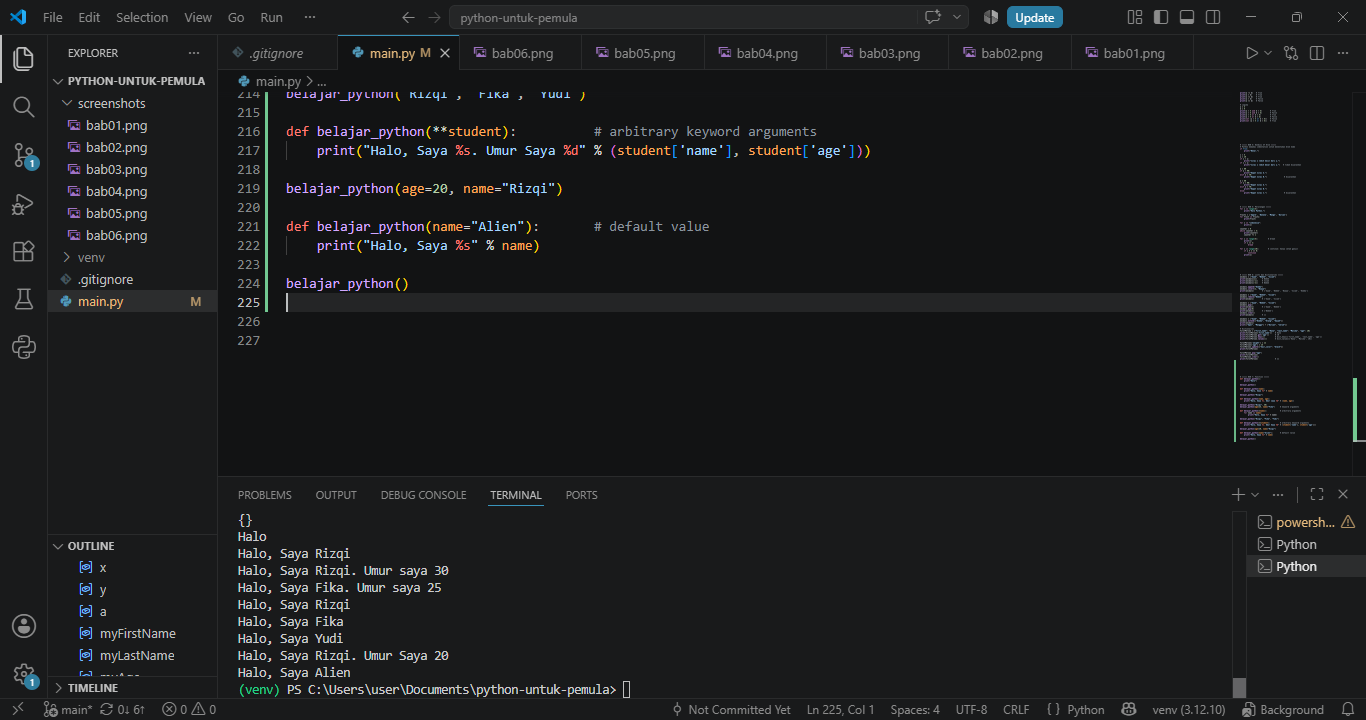 File Edit Selection View Go Run ··· python-untuk-pemula Update
EXPLORER ···
PYTHON-UNTUK-PEMULA
screenshots
bab01.png
bab02.png
bab03.png
bab04.png
bab05.png
bab06.png
venv
.gitignore
main.py M
OUTLINE
x
y
a
myFirstName
myLastName
TIMELINE
.gitignore main.py M bab06.png bab05.png bab04.png bab03.png bab02.png bab01.png
main.py > ...
214 belajar_python("Rizqi", "Fika", "Yudi")
215
216 def belajar_python(**student): # arbitrary keyword arguments
217 print("Halo, Saya %s. Umur Saya %d" % (student['name'], student['age']))
218
219 belajar_python(age=20, name="Rizqi")
220
221 def belajar_python(name="Alien"): # default value
222 print("Halo, Saya %s" % name)
223
224 belajar_python()
225
226
227
PROBLEMS OUTPUT DEBUG CONSOLE TERMINAL PORTS
{}
Halo
Halo, Saya Rizqi
Halo, Saya Rizqi. Umur saya 30
Halo, Saya Fika. Umur saya 25
Halo, Saya Rizqi
Halo, Saya Fika
Halo, Saya Yudi
Halo, Saya Rizqi. Umur Saya 20
Halo, Saya Alien
(venv) PS C:\Users\user\Documents\python-untuk-pemula>
powersh...
Python
Python
1
1
main* 0↓ 6↑ 0 0 Not Committed Yet Ln 225, Col 1 Spaces: 4 UTF-8 CRLF {} Python venv (3.12.10) Background